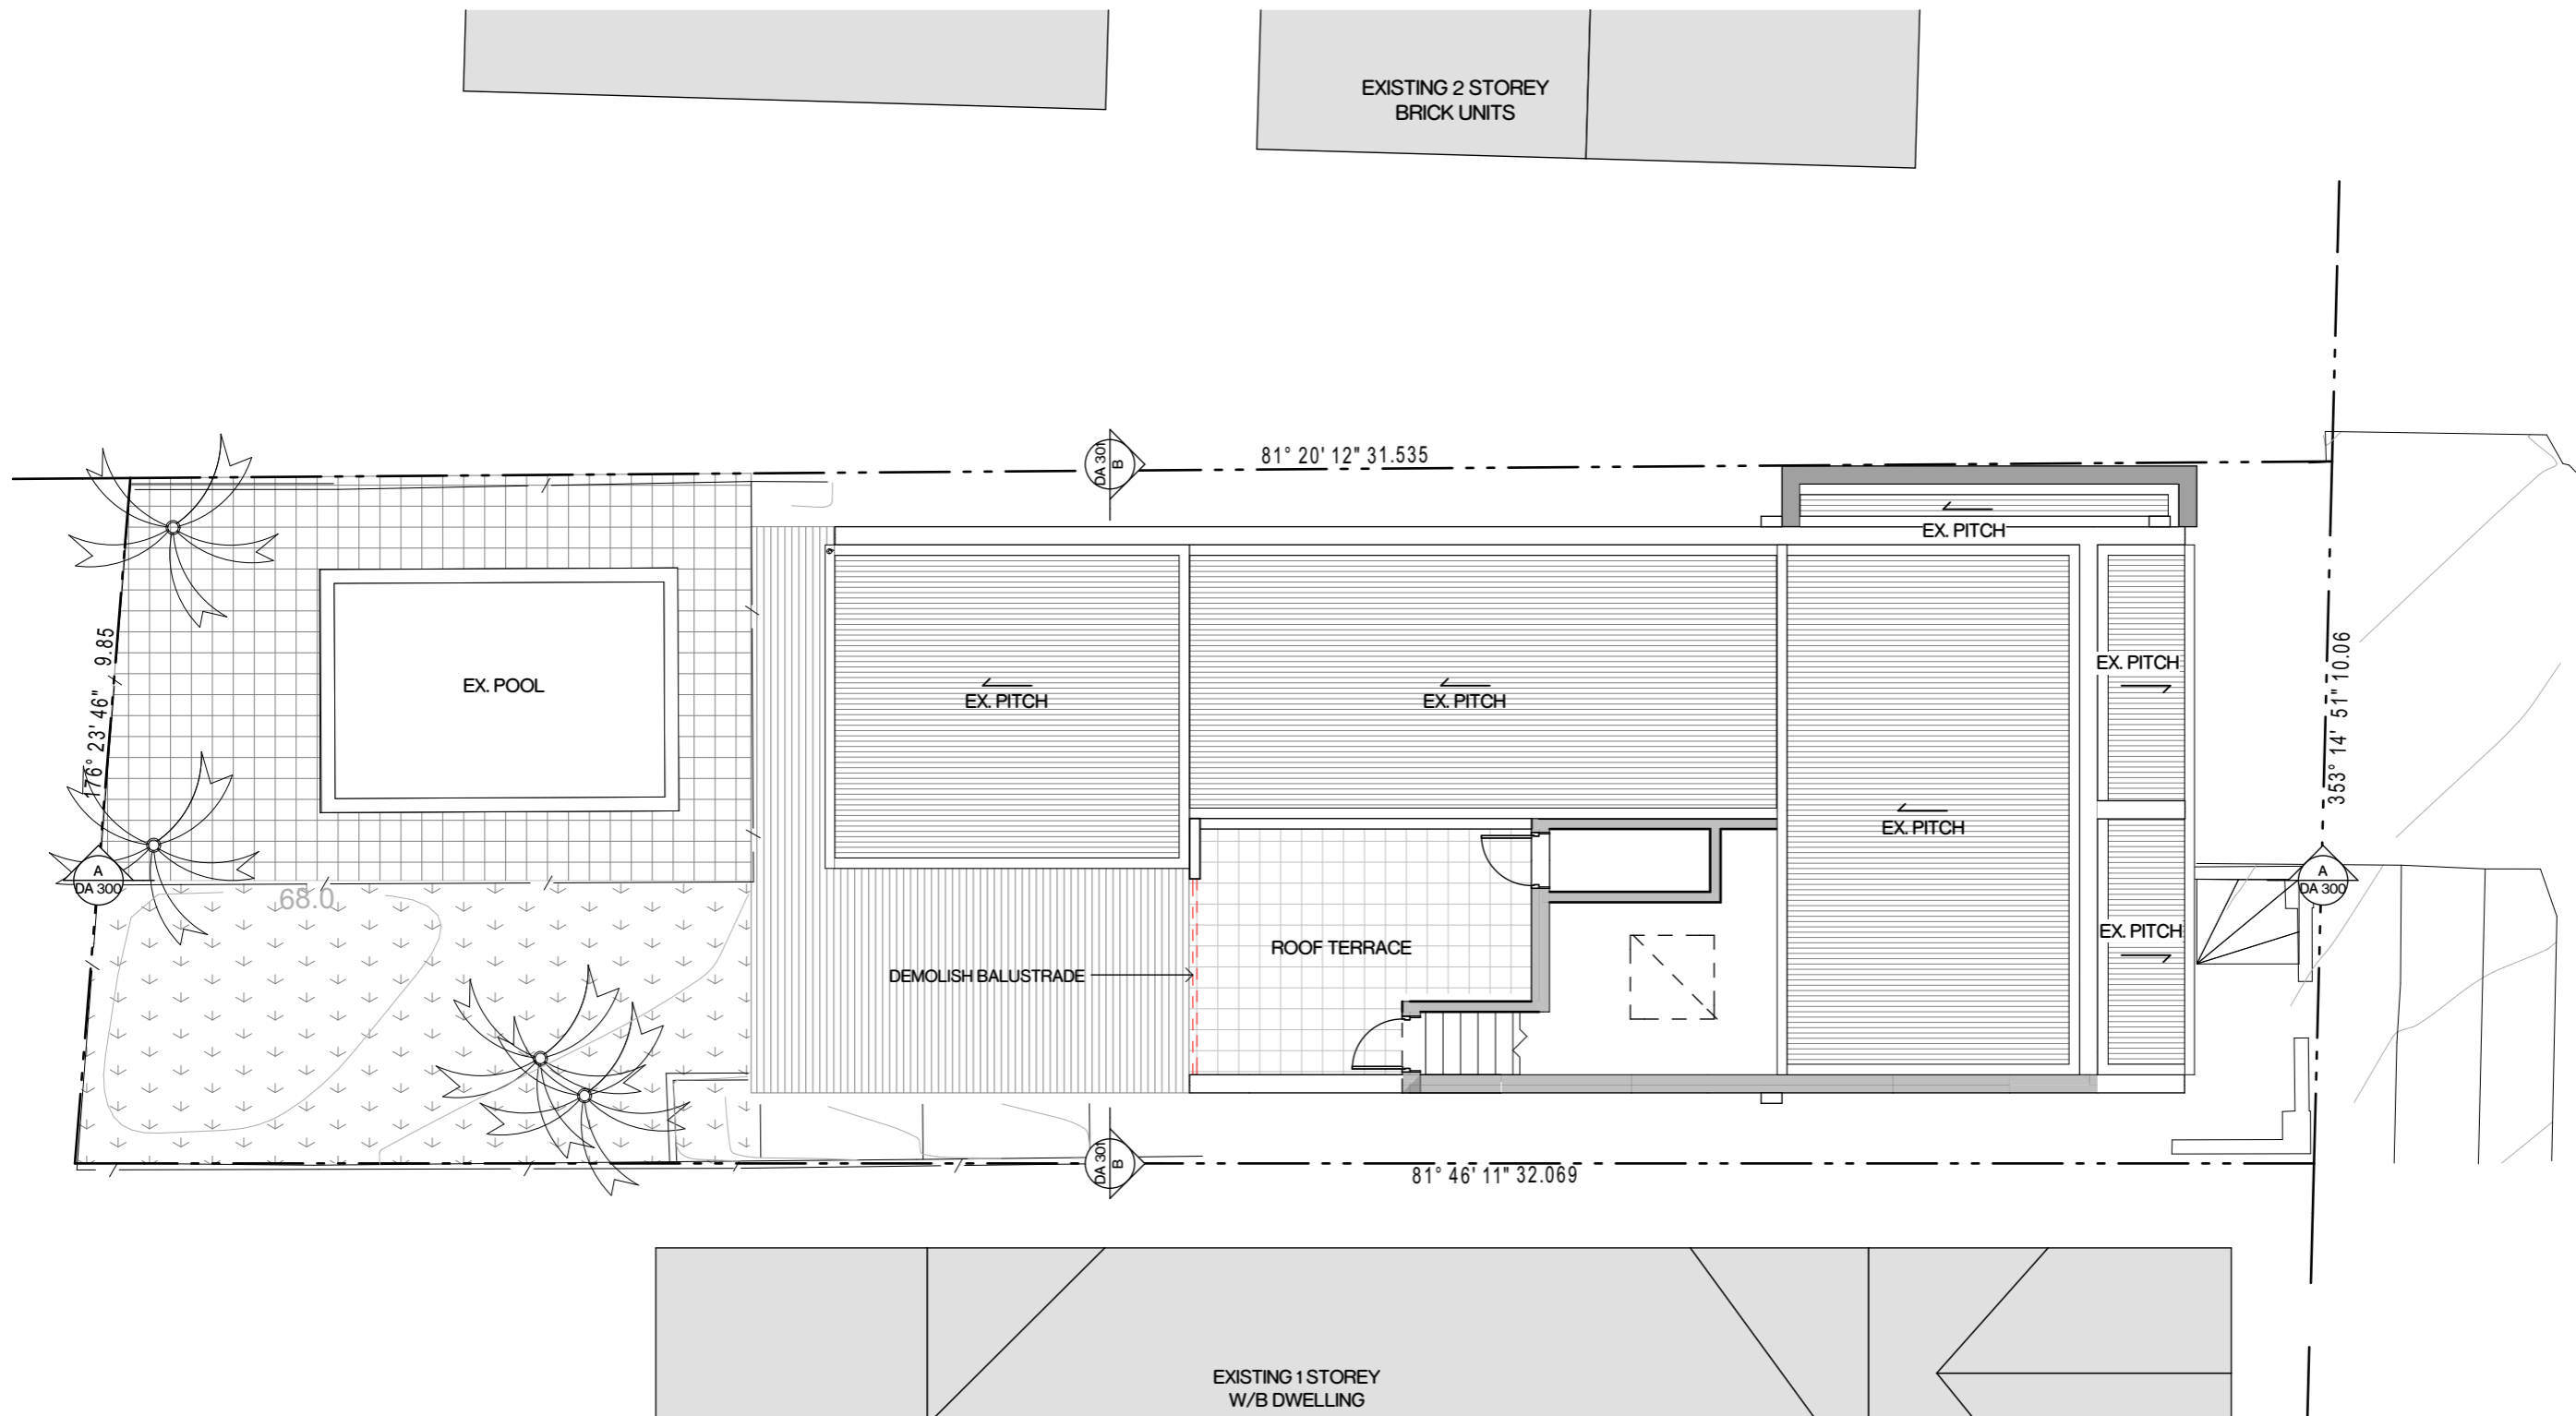 EXISTING 2 STOREY
BRICK UNITS
DA 301
B
81° 20' 12" 31.535
EX. PITCH
176° 23' 46" 9.85
EX. POOL
EX. PITCH
EX. PITCH
EX. PITCH
353° 14' 51" 10.06
EX. PITCH
A
DA 300
68.0
A
DA 300
EX. PITCH
ROOF TERRACE
DEMOLISH BALUSTRADE
DA 301
B
81° 46' 11" 32.069
EXISTING 1 STOREY
W/B DWELLING